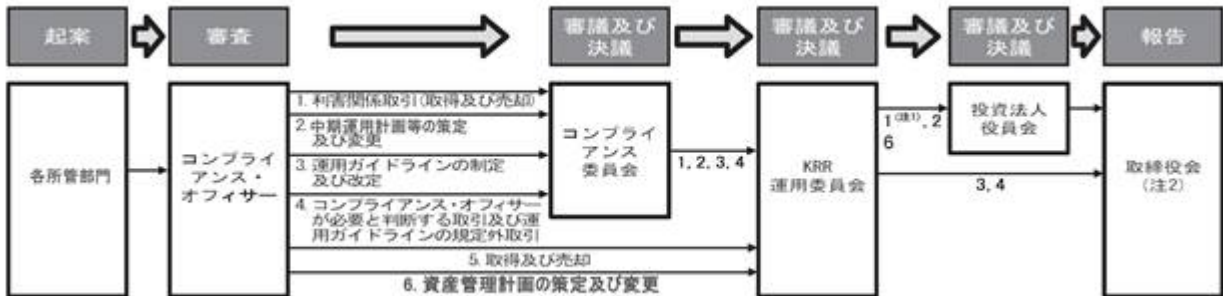 起案
審査
審議及び
決議
審議及び
決議
審議及び
決議
報告
各所管部門
コンプライ
アンス・
オフィサー
1. 利害関係取引(取得及び売却)
2. 中期運用計画等の策定
及び変更
3. 運用ガイドラインの制定
及び改定
4. コンプライアンス・オフィサー
が必要と判断する取引及び運
用ガイドラインの規定外取引
5. 取得及び売却
6. 資産管理計画の策定及び変更
コンプライ
アンス
委員会
1, 2, 3, 4
KRR
運用委員会
1(注1), 2
6
投資法人
役員会
3, 4
取締役会
(注2)